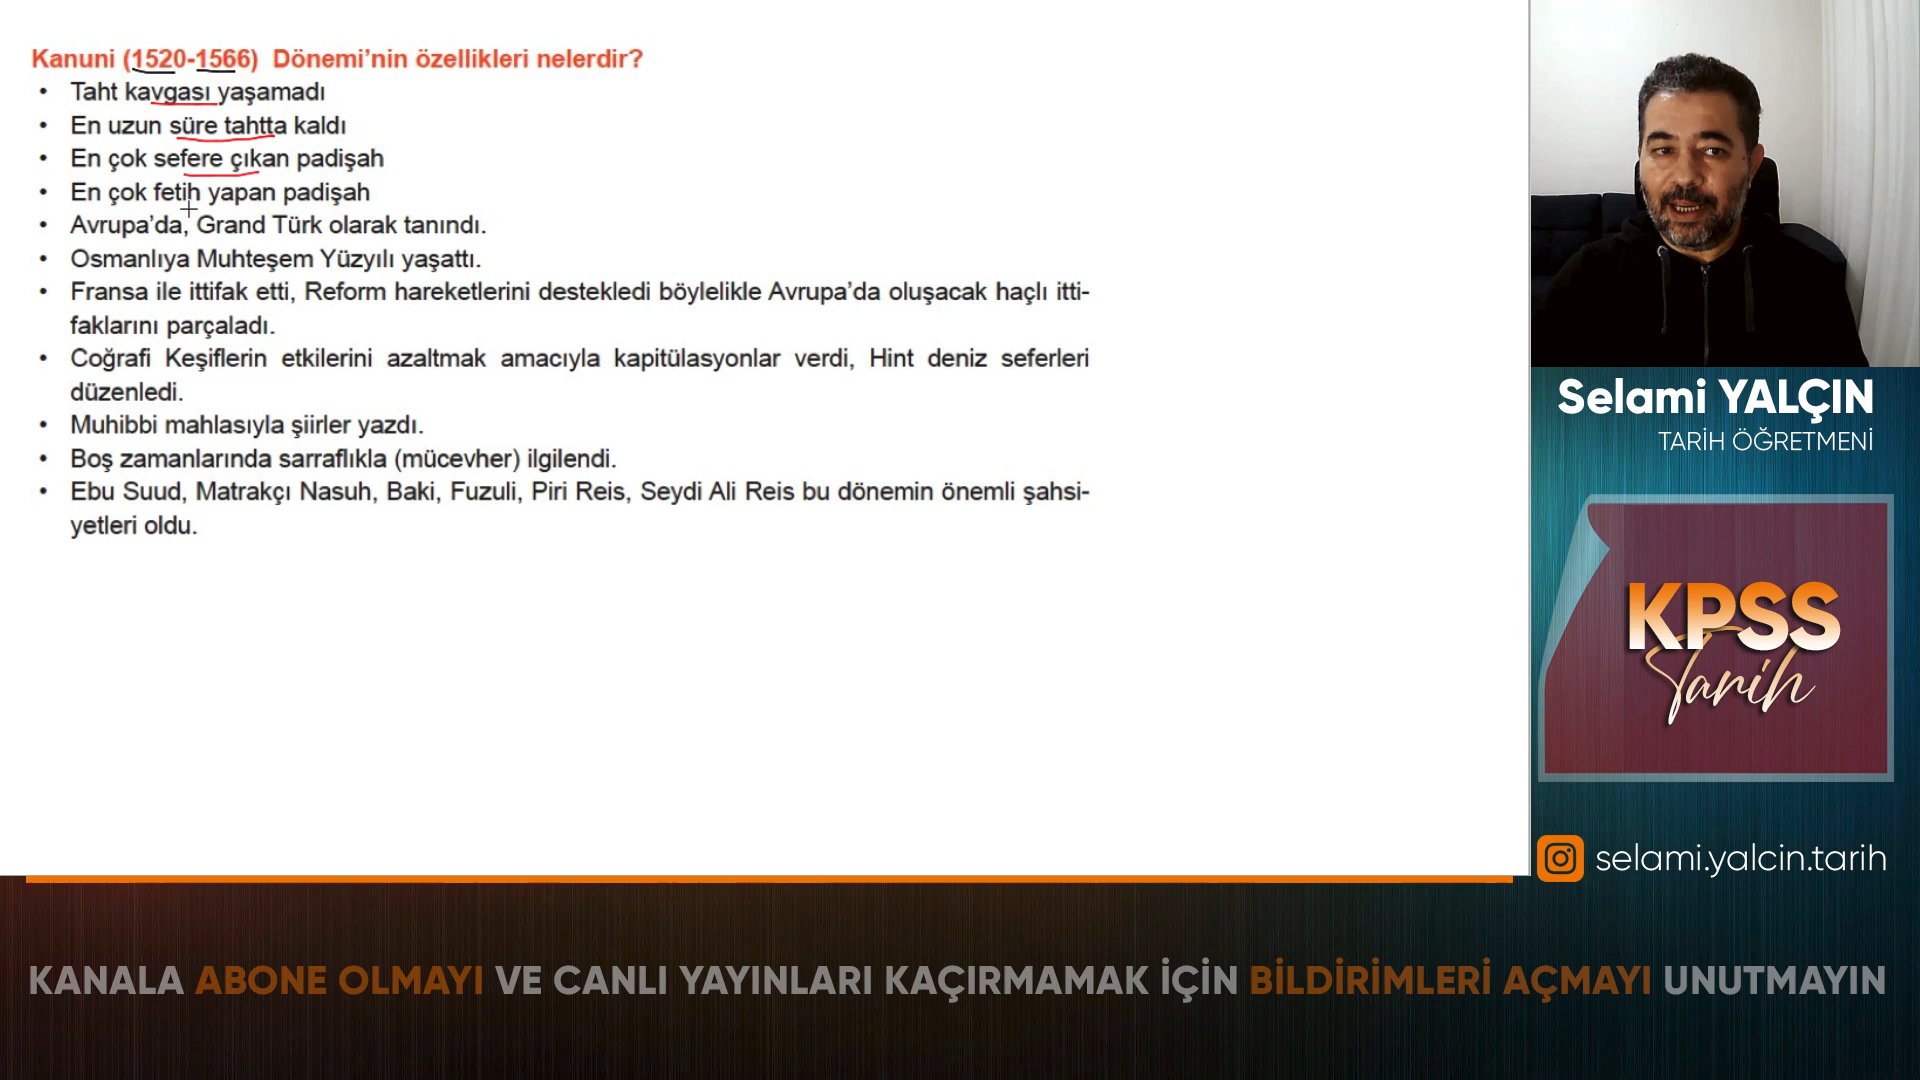 Kanuni (1520-1566) Dönemi’nin özellikleri nelerdir?
• Taht kavgası yaşamadı
• En uzun süre tahtta kaldı
• En çok sefere çıkan padişah
• En çok fetih yapan padişah
• Avrupa’da, Grand Türk olarak tanındı.
• Osmanlıya Muhteşem Yüzyılı yaşattı.
• Fransa ile ittifak etti, Reform hareketlerini destekledi böylelikle Avrupa’da oluşacak haçlı itti-
faklarını parçaladı.
• Coğrafi Keşiflerin etkilerini azaltmak amacıyla kapitülasyonlar verdi, Hint deniz seferleri
düzenledi.
• Muhibbi mahlasıyla şiirler yazdı.
• Boş zamanlarında sarraflıkla (mücevher) ilgilendi.
• Ebu Suud, Matrakçı Nasuh, Baki, Fuzuli, Piri Reis, Seydi Ali Reis bu dönemin önemli şahsi-
yetleri oldu.
Selami YALÇIN
TARİH ÖĞRETMENİ
KPSS
Tarih
selami.yalcin.tarih
KANALA ABONE OLMAYI VE CANLI YAYINLARI KAÇIRMAMAK İÇİN BİLDİRİMLERİ AÇMAYI UNUTMAYIN